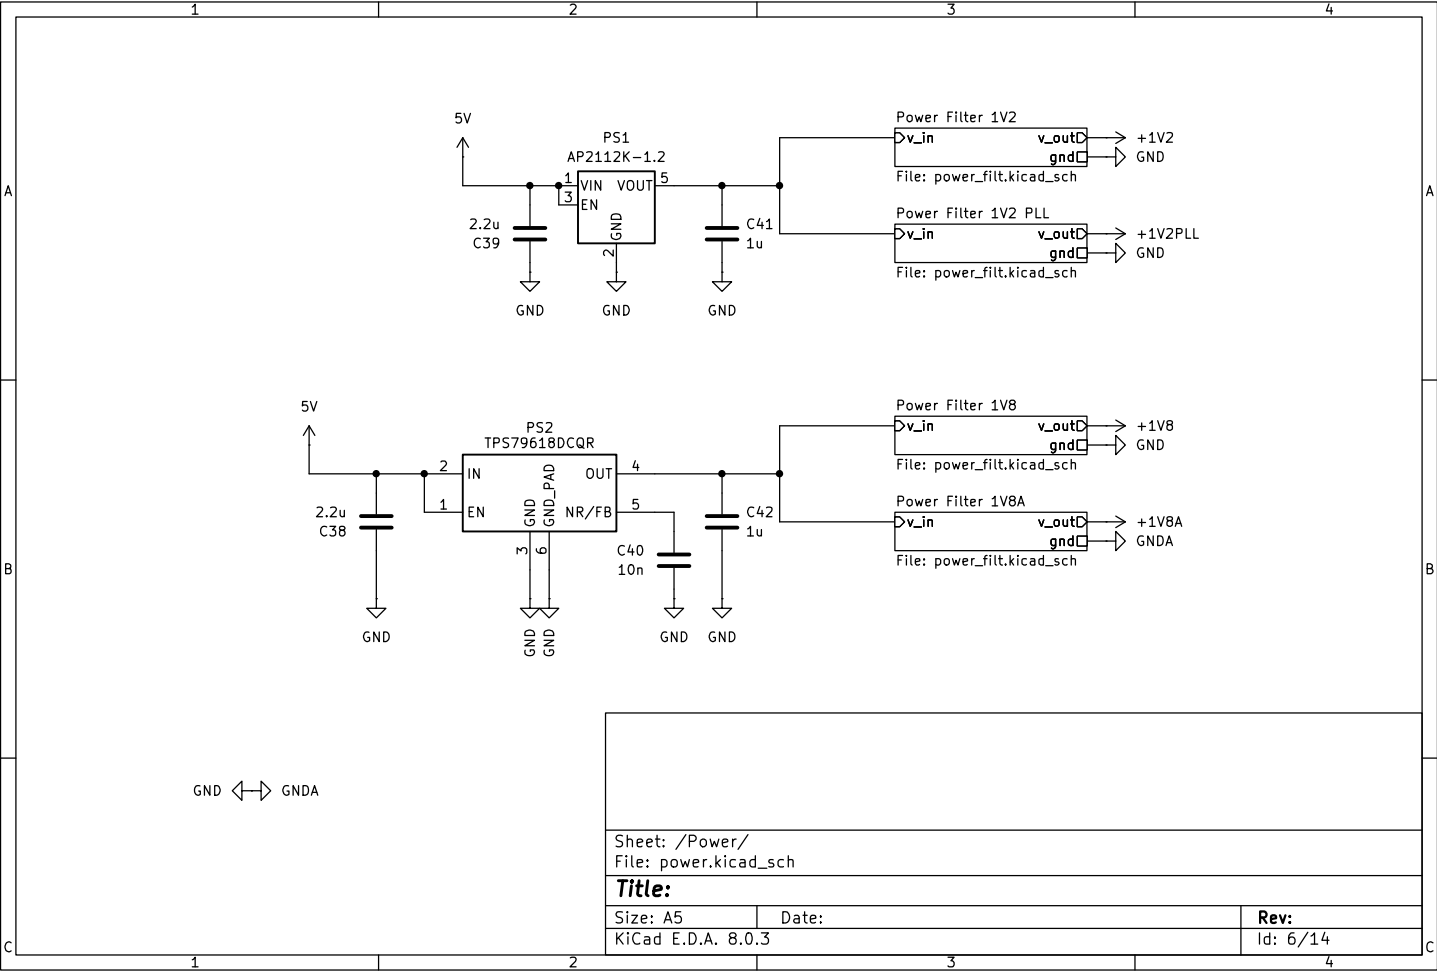 1 2 3 4
A A
5V
PS1
AP2112K-1.2
1 VIN VOUT 5
3 EN
GND
2
2.2u
C39
C41
1u
GND
GND
GND
Power Filter 1V2
v_in v_out +1V2
gnd GND
File: power_filt.kicad_sch
Power Filter 1V2 PLL
v_in v_out +1V2PLL
gnd GND
File: power_filt.kicad_sch
5V
PS2
TPS79618DCQR
2 IN OUT 4
1 EN NR/FB 5
GND
GND_PAD
3
6
2.2u
C38
C40
10n
C42
1u
GND
GND
GND
GND
GND
Power Filter 1V8
v_in v_out +1V8
gnd GND
File: power_filt.kicad_sch
Power Filter 1V8A
v_in v_out +1V8A
gnd GNDA
File: power_filt.kicad_sch
B B
GND GNDA
Sheet: /Power/
File: power.kicad_sch
Title:
Size: A5 Date: Rev:
KiCad E.D.A. 8.0.3 Id: 6/14
C C
1 2 3 4